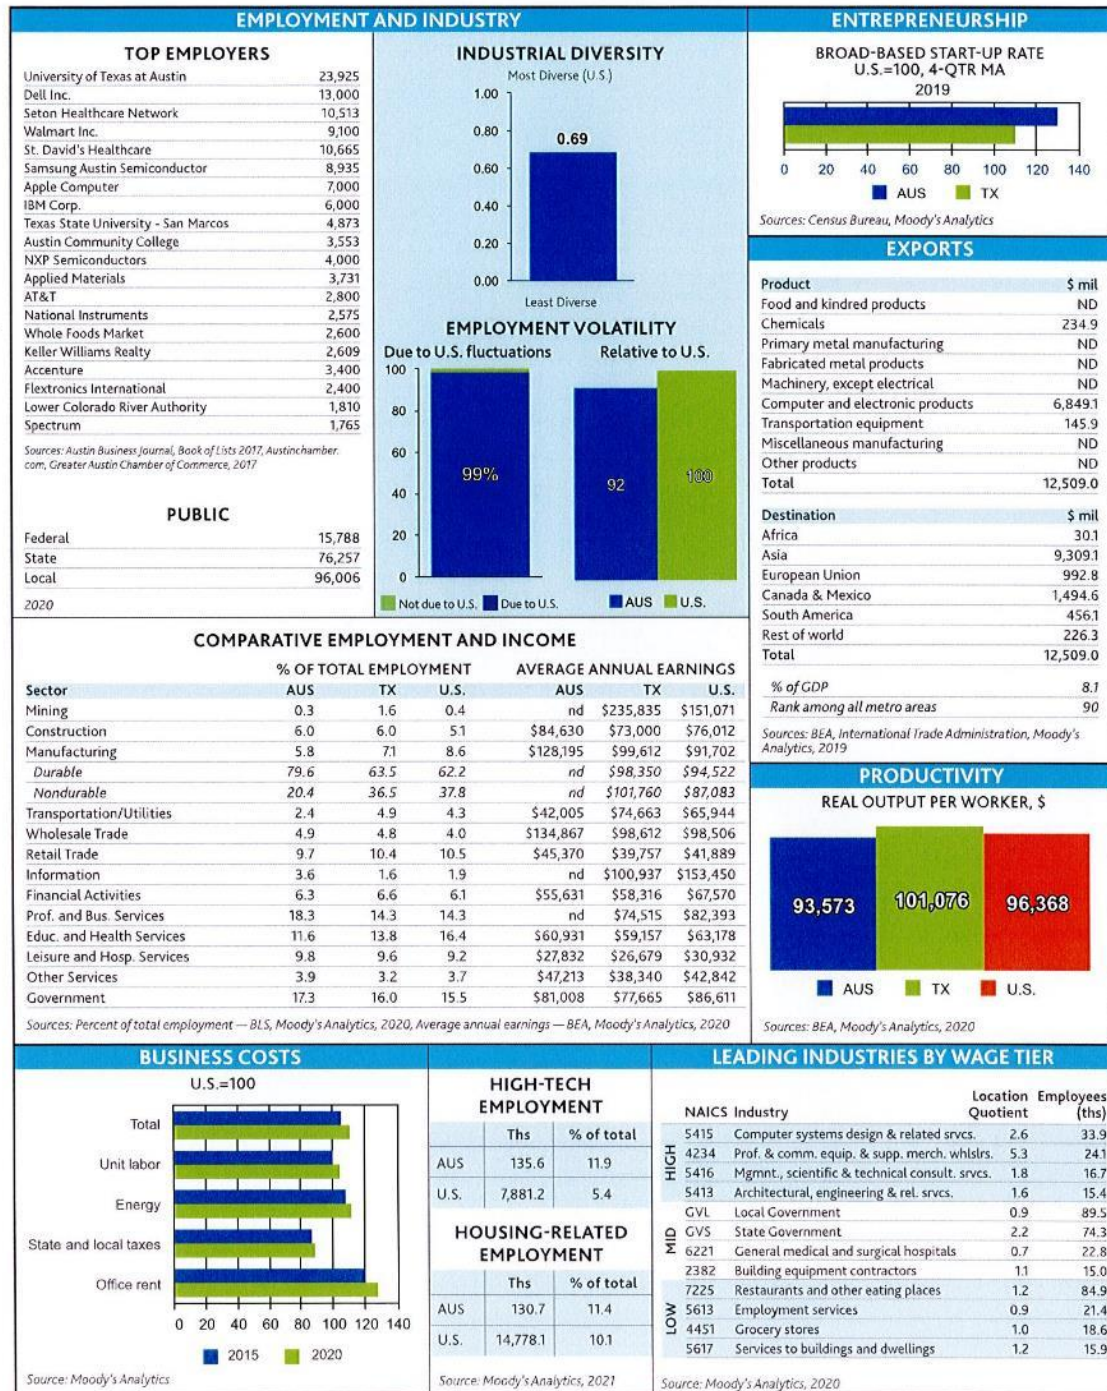 EMPLOYMENT AND INDUSTRY
TOP EMPLOYERS
University of Texas at Austin 23,925
Dell Inc. 13,000
Seton Healthcare Network 10,513
Walmart Inc. 9,100
St. David's Healthcare 10,665
Samsung Austin Semiconductor 8,935
Apple Computer 7,000
IBM Corp. 6,000
Texas State University - San Marcos 4,873
Austin Community College 3,553
NXP Semiconductors 4,000
Applied Materials 3,731
AT&T 2,800
National Instruments 2,575
Whole Foods Market 2,600
Keller Williams Realty 2,609
Accenture 3,400
Flextronics International 2,400
Lower Colorado River Authority 1,810
Spectrum 1,765
Sources: Austin Business Journal, Book of Lists 2017, Austinchamber.
com, Greater Austin Chamber of Commerce, 2017
PUBLIC
Federal 15,788
State 76,257
Local 96,006
2020
INDUSTRIAL DIVERSITY
Most Diverse (U.S.)
1.00
0.80
0.69
0.60
0.40
0.20
0.00
Least Diverse
EMPLOYMENT VOLATILITY
Due to U.S. fluctuations Relative to U.S.
100
80
60
40
20
0
99%
92 100
Not due to U.S. Due to U.S. AUS U.S.
ENTREPRENEURSHIP
BROAD-BASED START-UP RATE
U.S.=100, 4-QTR MA
2019
0 20 40 60 80 100 120 140
AUS TX
Sources: Census Bureau, Moody's Analytics
EXPORTS
Product $ mil
Food and kindred products ND
Chemicals 234.9
Primary metal manufacturing ND
Fabricated metal products ND
Machinery, except electrical ND
Computer and electronic products 6,849.1
Transportation equipment 145.9
Miscellaneous manufacturing ND
Other products ND
Total 12,509.0
Destination $ mil
Africa 30.1
Asia 9,309.1
European Union 992.8
Canada & Mexico 1,494.6
South America 456.1
Rest of world 226.3
Total 12,509.0
% of GDP 8.1
Rank among all metro areas 90
Sources: BEA, International Trade Administration, Moody's
Analytics, 2019
COMPARATIVE EMPLOYMENT AND INCOME
% OF TOTAL EMPLOYMENT AVERAGE ANNUAL EARNINGS
Sector AUS TX U.S. AUS TX U.S.
Mining 0.3 1.6 0.4 nd $235,835 $151,071
Construction 6.0 6.0 5.1 $84,630 $73,000 $76,012
Manufacturing 5.8 7.1 8.6 $128,195 $99,612 $91,702
Durable 79.6 63.5 62.2 nd $98,350 $94,522
Nondurable 20.4 36.5 37.8 nd $101,760 $87,083
Transportation/Utilities 2.4 4.9 4.3 $42,005 $74,663 $65,944
Wholesale Trade 4.9 4.8 4.0 $134,867 $98,612 $98,506
Retail Trade 9.7 10.4 10.5 $45,370 $39,757 $41,889
Information 3.6 1.6 1.9 nd $100,937 $153,450
Financial Activities 6.3 6.6 6.1 $55,631 $58,316 $67,570
Prof. and Bus. Services 18.3 14.3 14.3 nd $74,515 $82,393
Educ. and Health Services 11.6 13.8 16.4 $60,931 $59,157 $63,178
Leisure and Hosp. Services 9.8 9.6 9.2 $27,832 $26,679 $30,932
Other Services 3.9 3.2 3.7 $47,213 $38,340 $42,842
Government 17.3 16.0 15.5 $81,008 $77,665 $86,611
Sources: Percent of total employment — BLS, Moody's Analytics, 2020, Average annual earnings — BEA, Moody's Analytics, 2020
PRODUCTIVITY
REAL OUTPUT PER WORKER, $
93,573 101,076 96,368
AUS TX U.S.
Sources: BEA, Moody's Analytics, 2020
BUSINESS COSTS
U.S.=100
Total
Unit labor
Energy
State and local taxes
Office rent
0 20 40 60 80 100 120 140
2015 2020
Source: Moody's Analytics
HIGH-TECH
EMPLOYMENT
Ths % of total
AUS 135.6 11.9
U.S. 7,881.2 5.4
HOUSING-RELATED
EMPLOYMENT
Ths % of total
AUS 130.7 11.4
U.S. 14,778.1 10.1
Source: Moody's Analytics, 2021
LEADING INDUSTRIES BY WAGE TIER
Location Employees
NAICS Industry Quotient (ths)
HIGH
5415 Computer systems design & related srvcs. 2.6 33.9
4234 Prof. & comm. equip. & supp. merch. whlslrs. 5.3 24.1
5416 Mgmnt., scientific & technical consult. srvcs. 1.8 16.7
5413 Architectural, engineering & rel. srvcs. 1.6 15.4
MID
GVL Local Government 0.9 89.5
GVS State Government 2.2 74.3
6221 General medical and surgical hospitals 0.7 22.8
2382 Building equipment contractors 1.1 15.0
LOW
7225 Restaurants and other eating places 1.2 84.9
5613 Employment services 0.9 21.4
4451 Grocery stores 1.0 18.6
5617 Services to buildings and dwellings 1.2 15.9
Source: Moody's Analytics, 2020